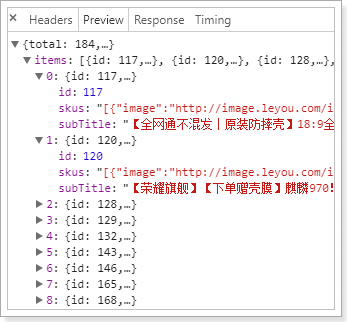 Headers Preview Response Timing
{total: 184,…}
items: [{id: 117,…}, {id: 120,…}, {id: 128,…},
0: {id: 117,…}
id: 117
skus: "[{"image":"http://image.leyou.com/i
subTitle: "【全网通不混发丨原装防摔壳】18:9全
1: {id: 120,…}
id: 120
skus: "[{"image":"http://image.leyou.com/i
subTitle: "【荣耀旗舰】【下单赠壳膜】麒麟970!
2: {id: 128,…}
3: {id: 129,…}
4: {id: 132,…}
5: {id: 143,…}
6: {id: 146,…}
7: {id: 165,…}
8: {id: 168,…}